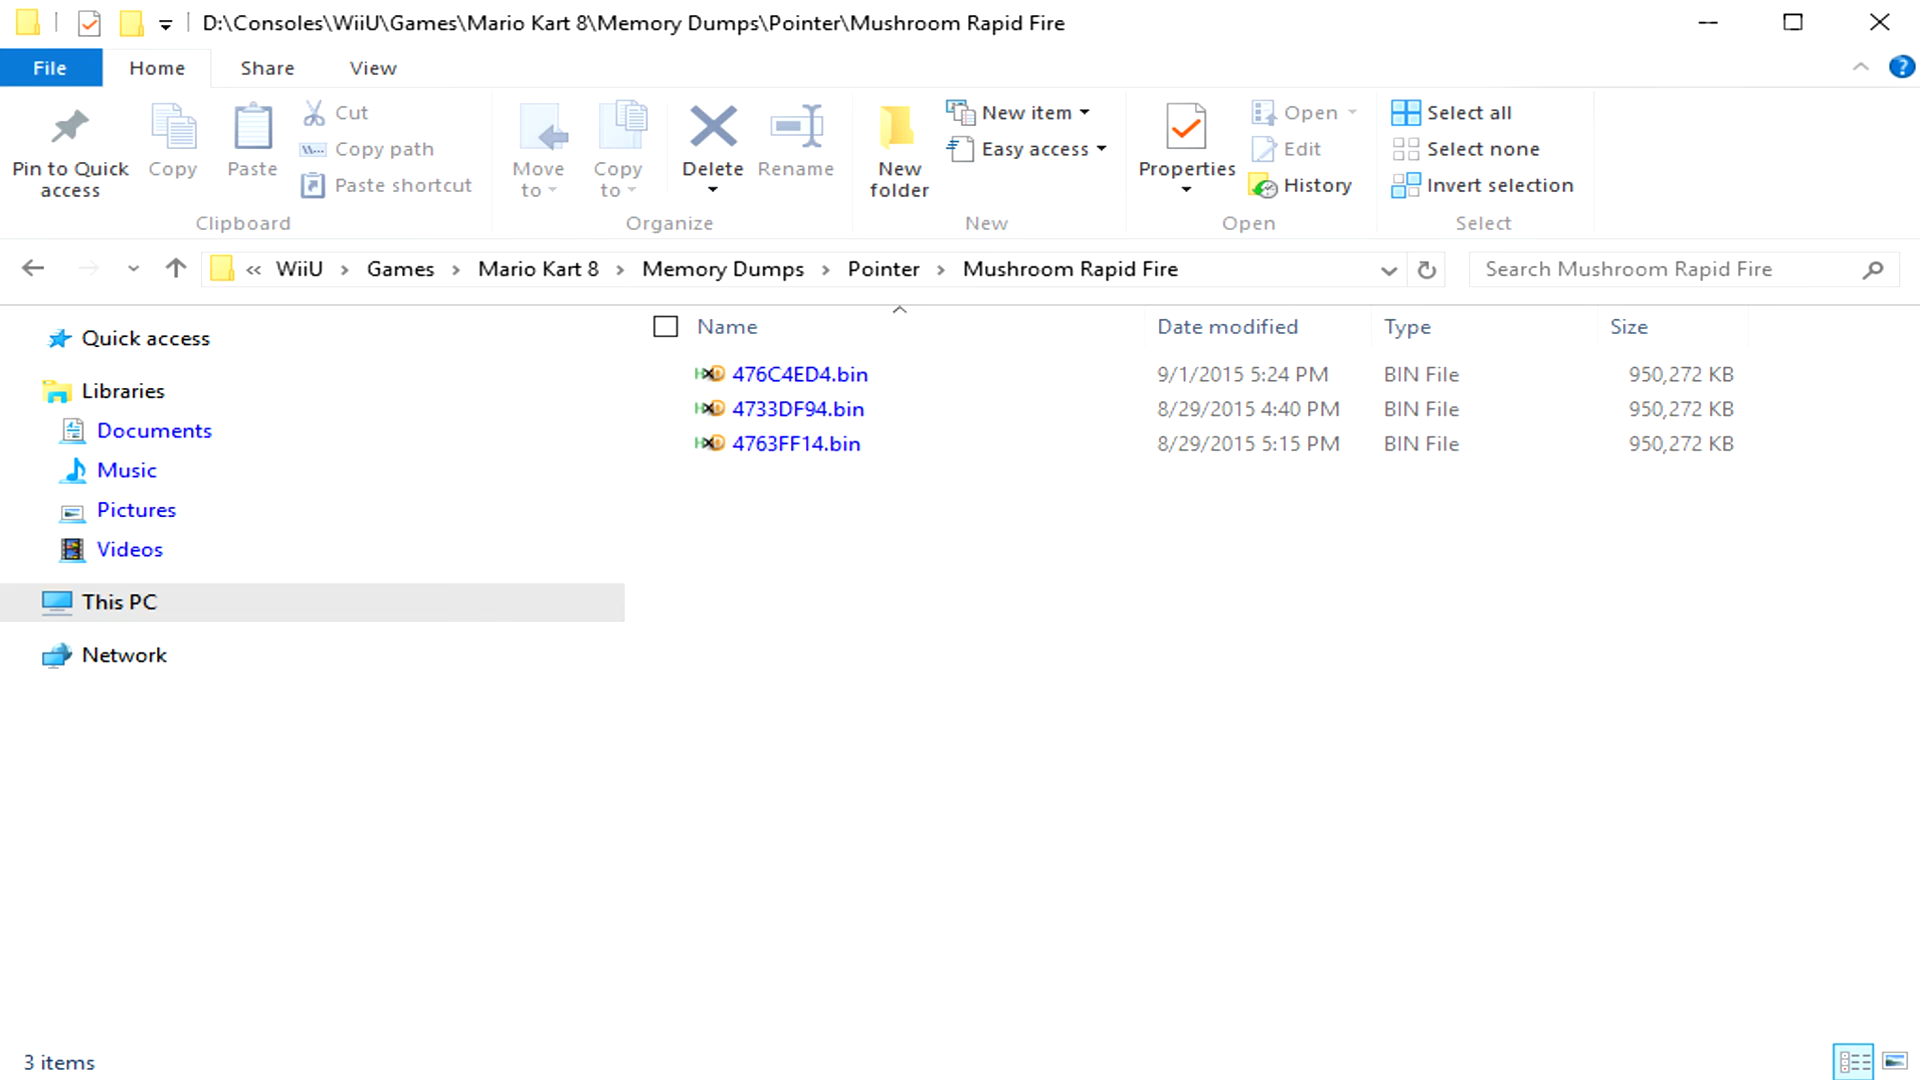 D:\Consoles\WiiU\Games\Mario Kart 8\Memory Dumps\Pointer\Mushroom Rapid Fire
File Home Share View
Pin to Quick access
Copy
Paste
Cut
Copy path
Paste shortcut
Clipboard
Move to
Copy to
Delete
Rename
Organize
New folder
New item
Easy access
New
Properties
Open
Edit
History
Open
Select all
Select none
Invert selection
Select
« WiiU › Games › Mario Kart 8 › Memory Dumps › Pointer › Mushroom Rapid Fire
Search Mushroom Rapid Fire
Quick access
Libraries
Documents
Music
Pictures
Videos
This PC
Network
Name Date modified Type Size
476C4ED4.bin 9/1/2015 5:24 PM BIN File 950,272 KB
4733DF94.bin 8/29/2015 4:40 PM BIN File 950,272 KB
4763FF14.bin 8/29/2015 5:15 PM BIN File 950,272 KB
3 items